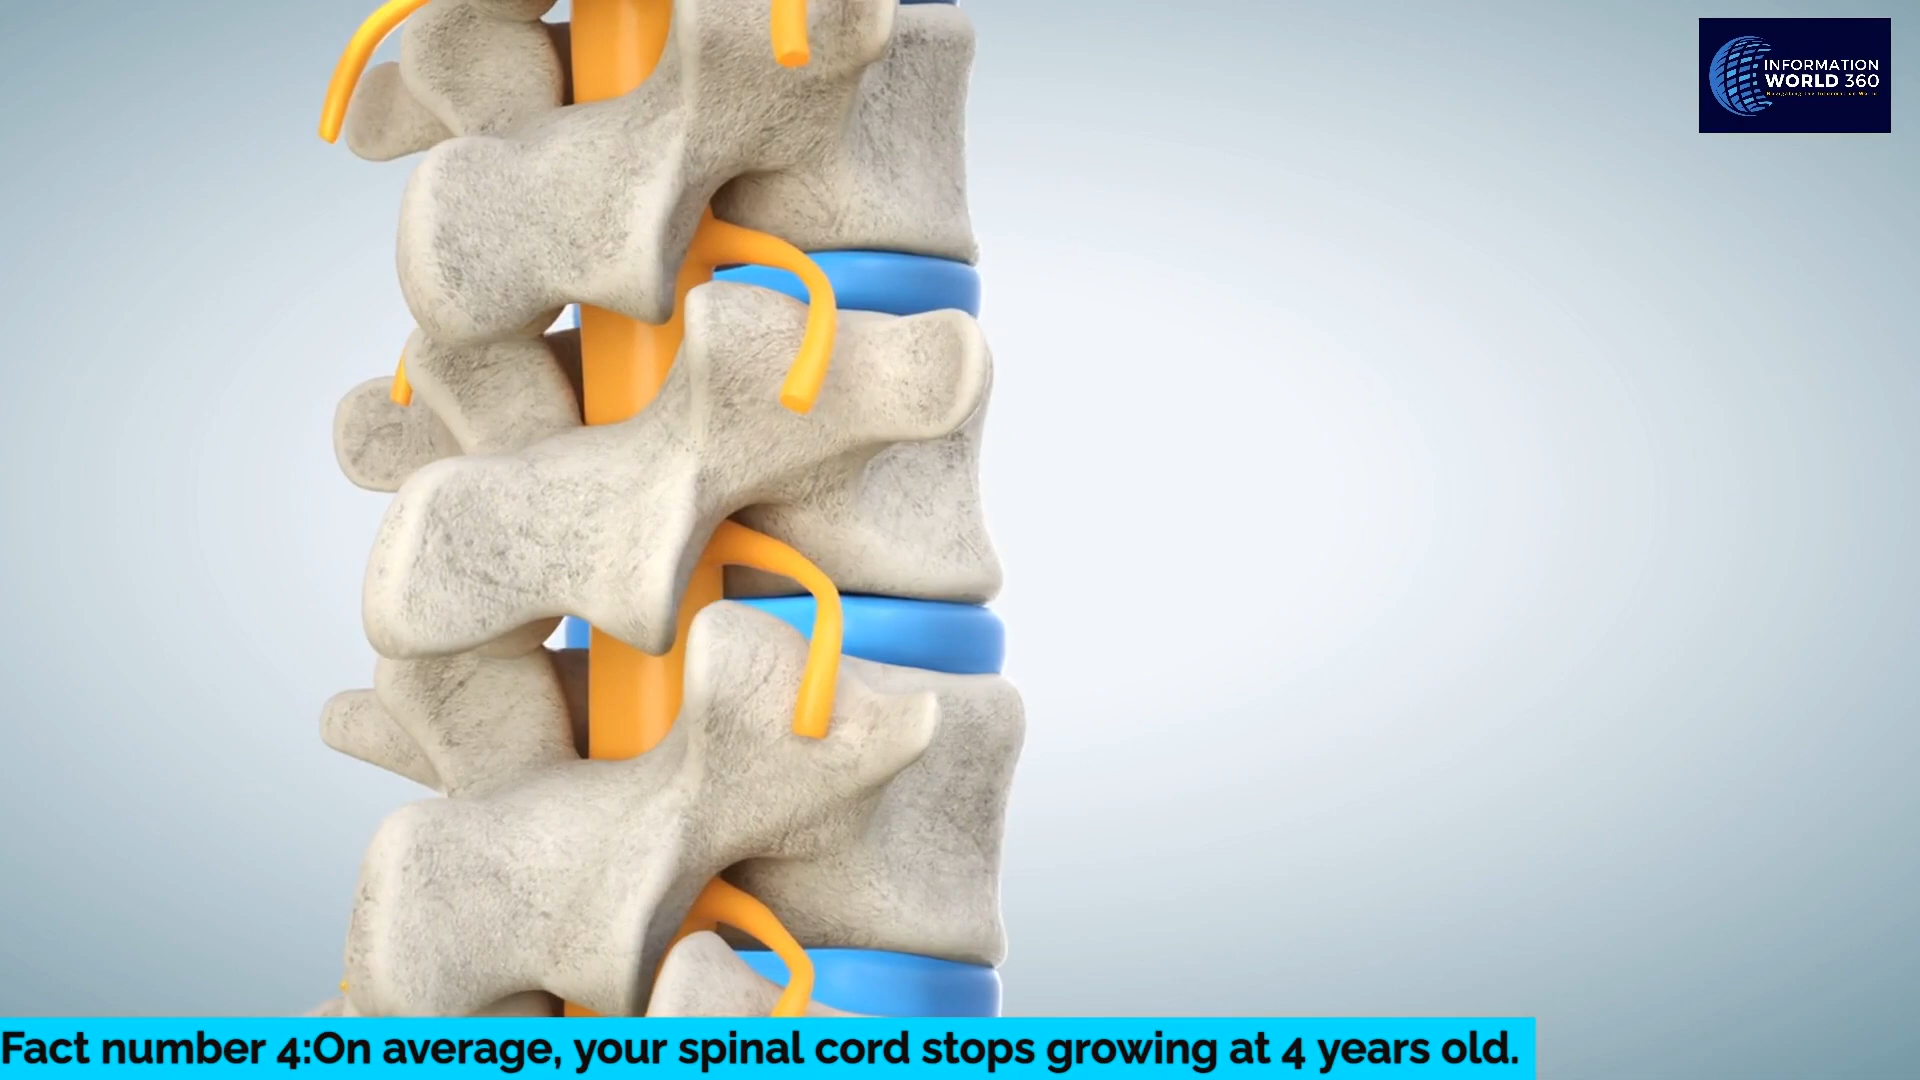 INFORMATION
WORLD 360
Fact number 4:On average, your spinal cord stops growing at 4 years old.